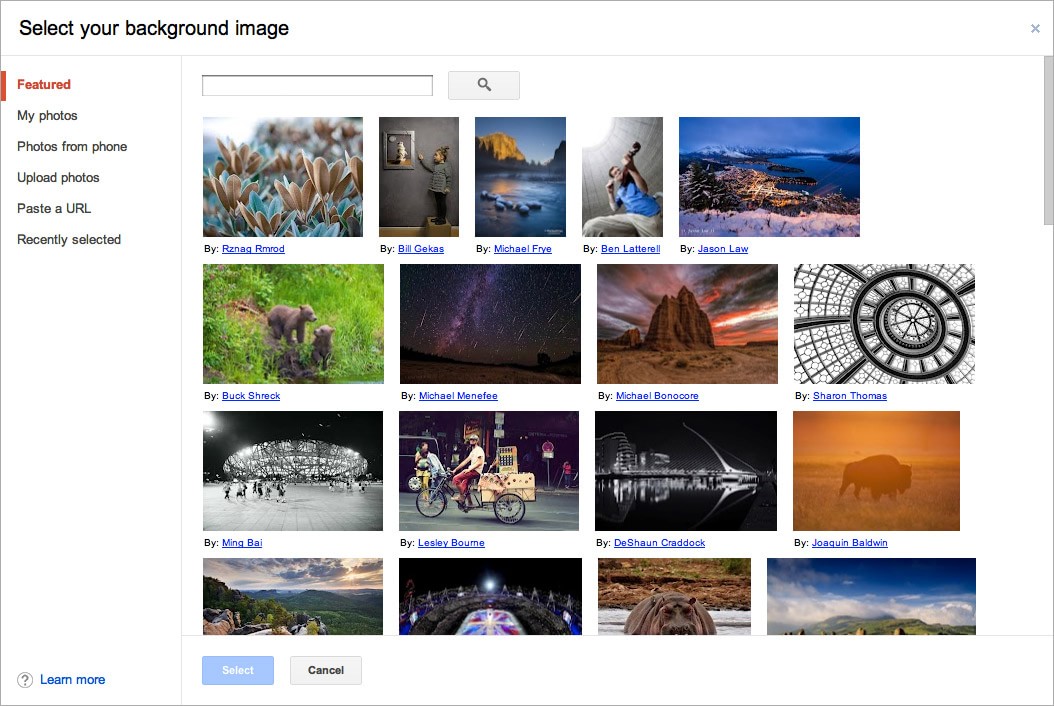 Select your background image
×
Featured
My photos
Photos from phone
Upload photos
Paste a URL
Recently selected
By: Rznag Rmrod
By: Bill Gekas
By: Michael Frye
By: Ben Latterell
By: Jason Law
By: Buck Shreck
By: Michael Menefee
By: Michael Bonocore
By: Sharon Thomas
By: Ming Bai
By: Lesley Bourne
By: DeShaun Craddock
By: Joaquin Baldwin
? Learn more
Select
Cancel